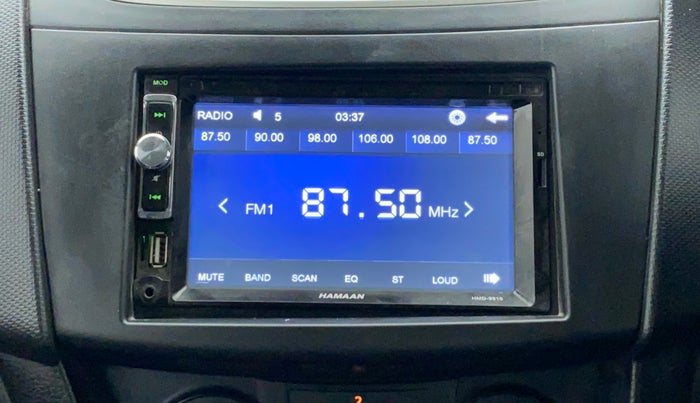 MOD
RADIO 5 03:37
87.50 90.00 98.00 106.00 108.00 87.50
SD
FM1 87.50 MHz
MUTE BAND SCAN EQ ST LOUD
HAMAAN
2